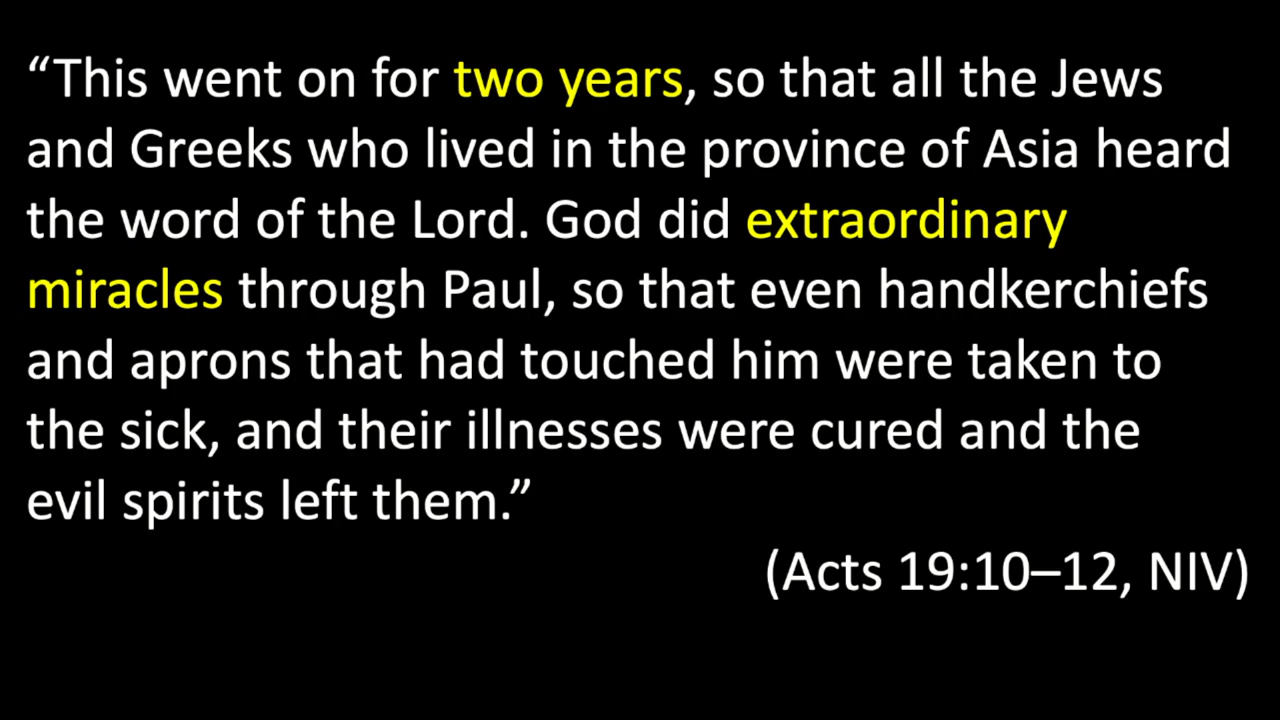 “This went on for two years, so that all the Jews
and Greeks who lived in the province of Asia heard
the word of the Lord. God did extraordinary
miracles through Paul, so that even handkerchiefs
and aprons that had touched him were taken to
the sick, and their illnesses were cured and the
evil spirits left them.”
(Acts 19:10–12, NIV)